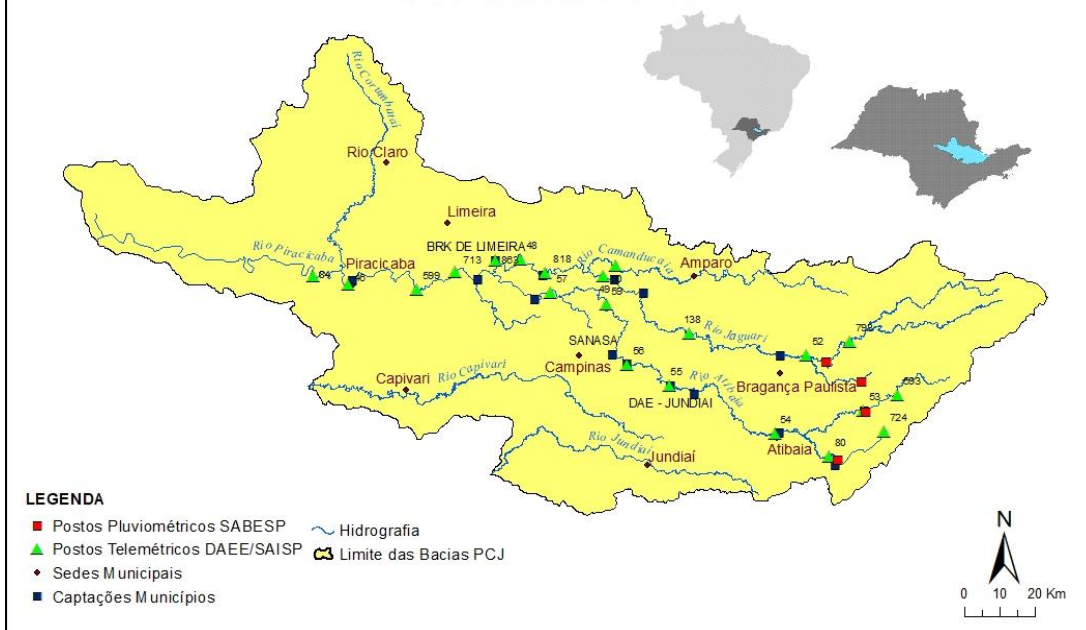 Rio Corumbataí
Rio Claro
Limeira
Rio Piracicaba
BRK DE LIMEIRA
48
Rio Camanducaia
Piracicaba
713
863
818
Amparo
84
599
57
49
59
138
Rio Jaguari
52
SANASA
Campinas
56
Capivari
Rio Capivari
55
Rio Atibaia
Bragança Paulista
DAE - JUNDIAI
53
693
724
54
Atibaia
80
Rio Jundiaí
Jundiaí
LEGENDA
Postos Pluviométricos SABESP
Hidrografia
Postos Telemétricos DAEE/SAISP
Limite das Bacias PCJ
Sedes Municipais
Captações Municípios
N
0 10 20 Km